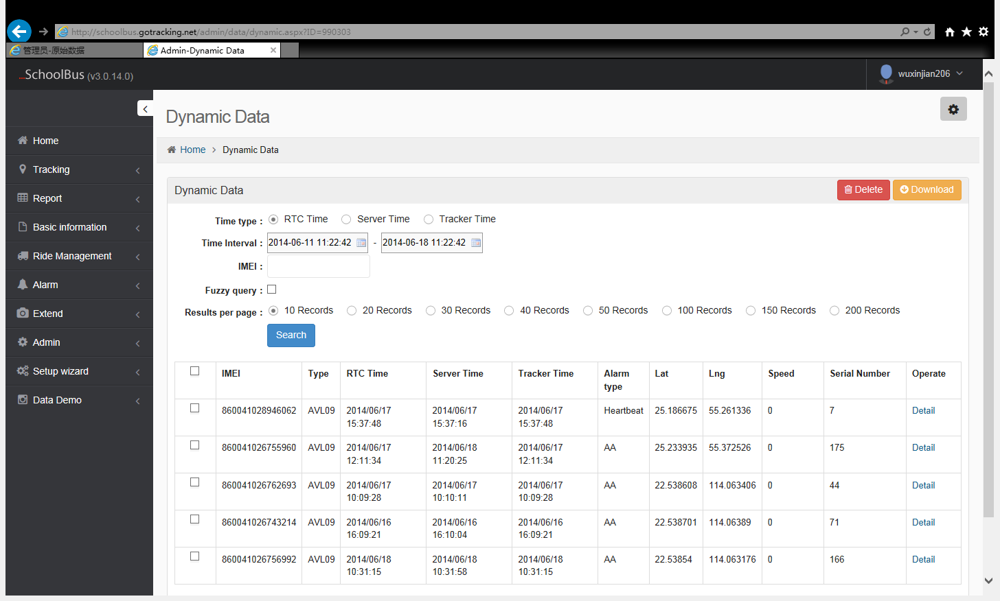 http://schoolbus.gotracking.net/admin/data/dynamic.aspx?ID=990303
管理员-原始数据
Admin-Dynamic Data
...SchoolBus (v3.0.14.0)
wuxinjian206
Dynamic Data
Home
Tracking
Report
Basic information
Ride Management
Alarm
Extend
Admin
Setup wizard
Data Demo
Home > Dynamic Data
Dynamic Data
Delete
Download
Time type : RTC Time Server Time Tracker Time
Time Interval : 2014-06-11 11:22:42 - 2014-06-18 11:22:42
IMEI :
Fuzzy query :
Results per page : 10 Records 20 Records 30 Records 40 Records 50 Records 100 Records 150 Records 200 Records
Search
IMEI Type RTC Time Server Time Tracker Time Alarm type Lat Lng Speed Serial Number Operate
860041028946062 AVL09 2014/06/17 15:37:48 2014/06/17 15:37:16 2014/06/17 15:37:48 Heartbeat 25.186675 55.261336 0 7 Detail
860041026755960 AVL09 2014/06/17 12:11:34 2014/06/18 11:20:25 2014/06/17 12:11:34 AA 25.233935 55.372526 0 175 Detail
860041026762693 AVL09 2014/06/17 10:09:28 2014/06/17 10:10:11 2014/06/17 10:09:28 AA 22.538608 114.063406 0 44 Detail
860041026743214 AVL09 2014/06/16 16:09:21 2014/06/16 16:10:04 2014/06/16 16:09:21 AA 22.538701 114.06389 0 71 Detail
860041026756992 AVL09 2014/06/18 10:31:15 2014/06/18 10:31:58 2014/06/18 10:31:15 AA 22.53854 114.063176 0 166 Detail